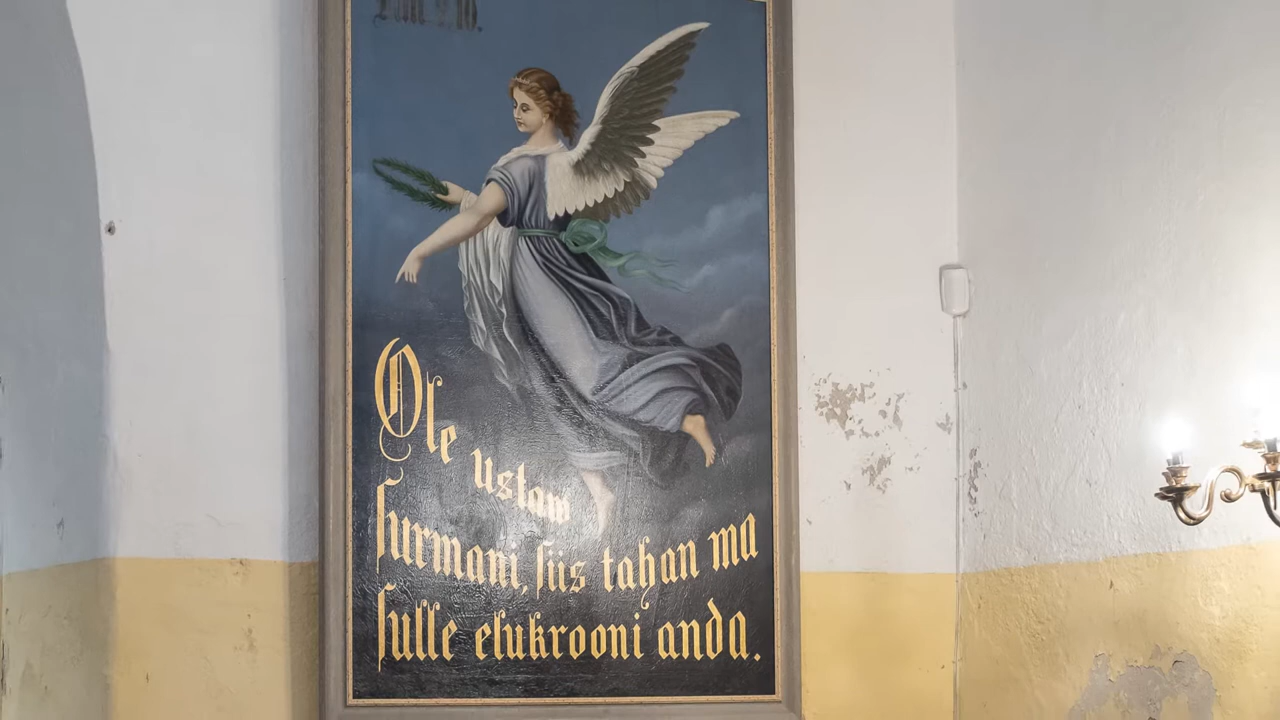 Ole
ustaw
surmani, siis tahan ma
sulle elukrooni anda.